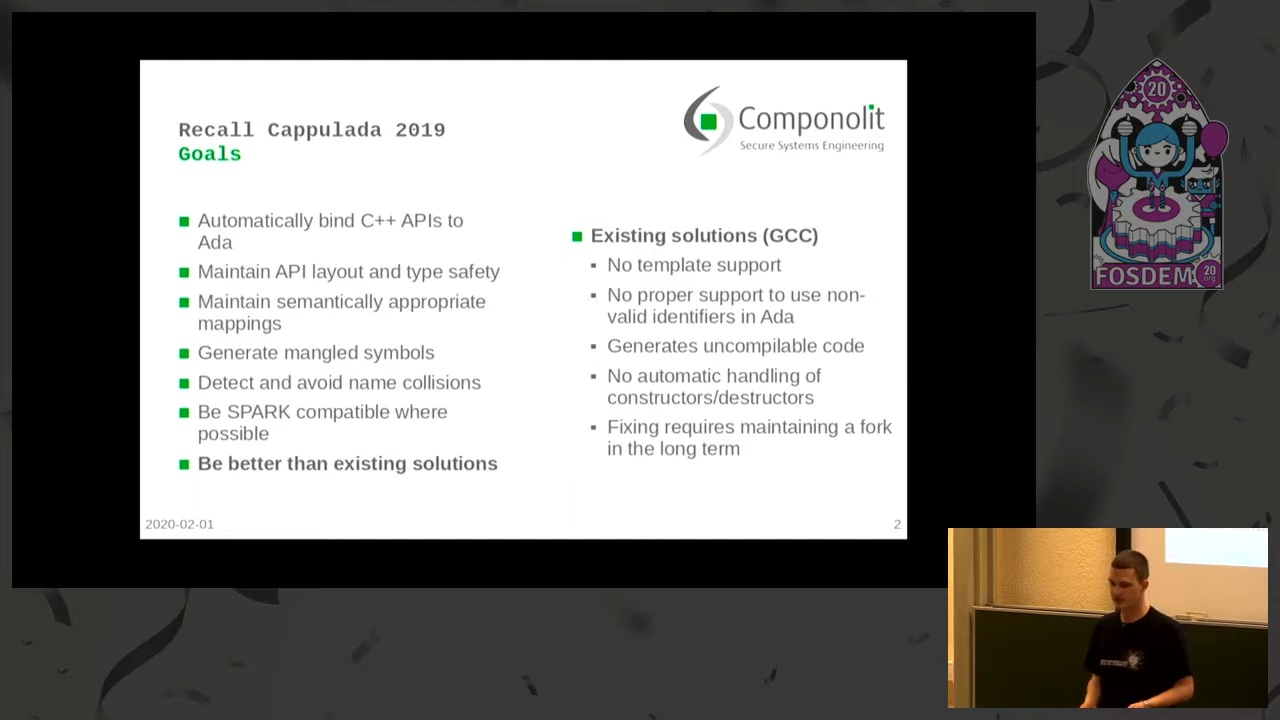 Recall Cappulada 2019
Goals
Componolit
Secure Systems Engineering
Automatically bind C++ APIs to
Ada
Maintain API layout and type safety
Maintain semantically appropriate
mappings
Generate mangled symbols
Detect and avoid name collisions
Be SPARK compatible where
possible
Be better than existing solutions
Existing solutions (GCC)
No template support
No proper support to use non-
valid identifiers in Ada
Generates uncompilable code
No automatic handling of
constructors/destructors
Fixing requires maintaining a fork
in the long term
2020-02-01
2
20
FOSDEM
20
.org